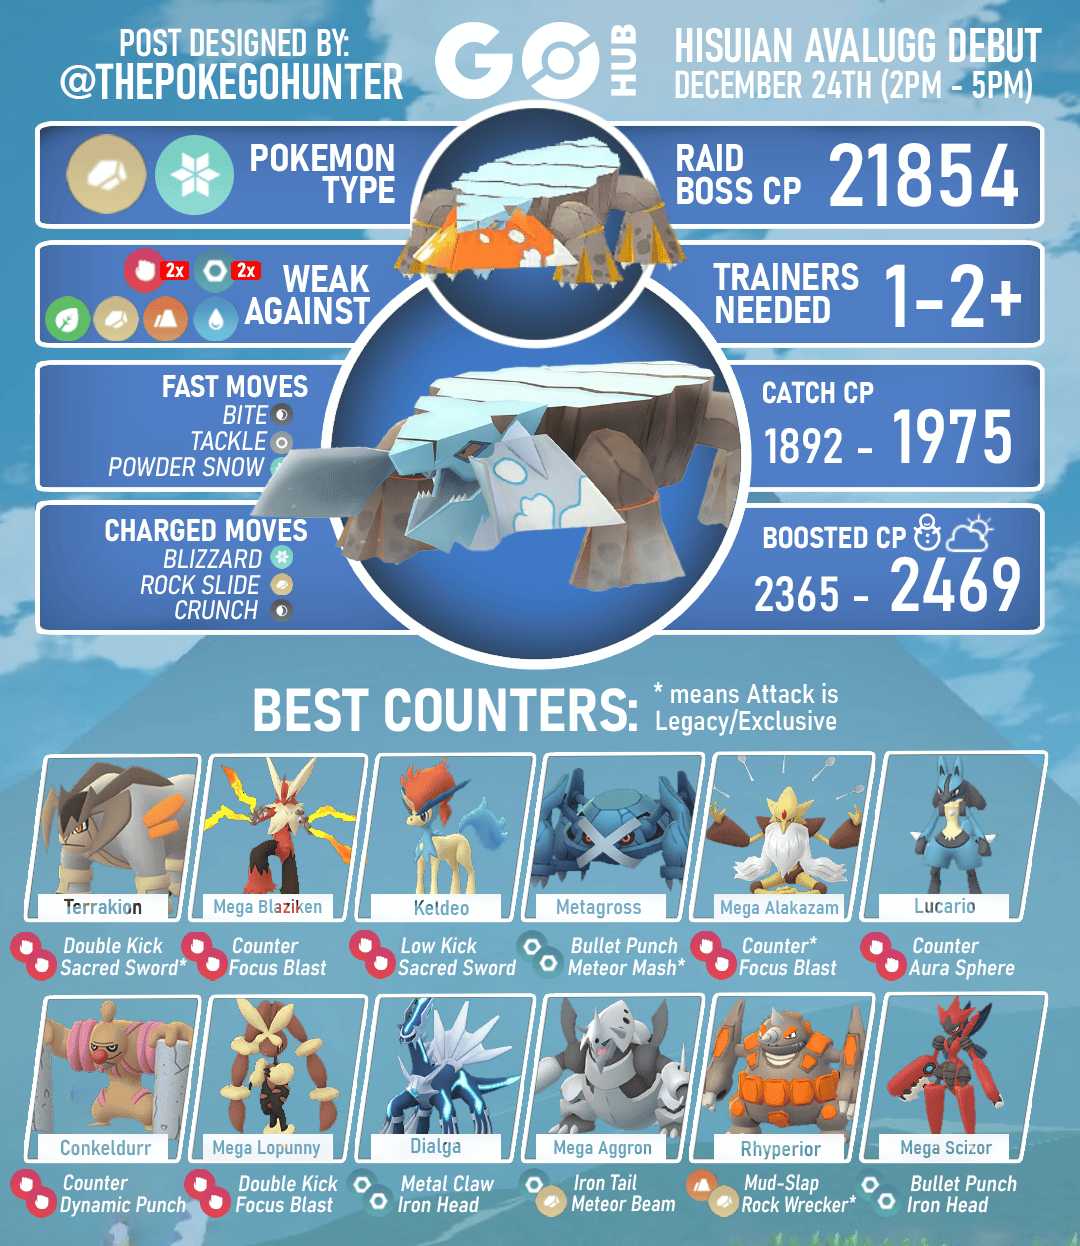 POST DESIGNED BY:
@THEPOKEGOHUNTER
GO HUB
HISUIAN AVALUGG DEBUT
DECEMBER 24TH (2PM - 5PM)
POKEMON
TYPE
RAID
BOSS CP
21854
2x
2x
WEAK
AGAINST
TRAINERS
NEEDED
1-2+
FAST MOVES
BITE
TACKLE
POWDER SNOW
CATCH CP
1892 - 1975
CHARGED MOVES
BLIZZARD
ROCK SLIDE
CRUNCH
BOOSTED CP
2365 - 2469
BEST COUNTERS:
* means Attack is
Legacy/Exclusive
Terrakion
Mega Blaziken
Keldeo
Metagross
Mega Alakazam
Lucario
Double Kick
Sacred Sword*
Counter
Focus Blast
Low Kick
Sacred Sword
Bullet Punch
Meteor Mash*
Counter*
Focus Blast
Counter
Aura Sphere
Conkeldurr
Mega Lopunny
Dialga
Mega Aggron
Rhyperior
Mega Scizor
Counter
Dynamic Punch
Double Kick
Focus Blast
Metal Claw
Iron Head
Iron Tail
Meteor Beam
Mud-Slap
Rock Wrecker*
Bullet Punch
Iron Head